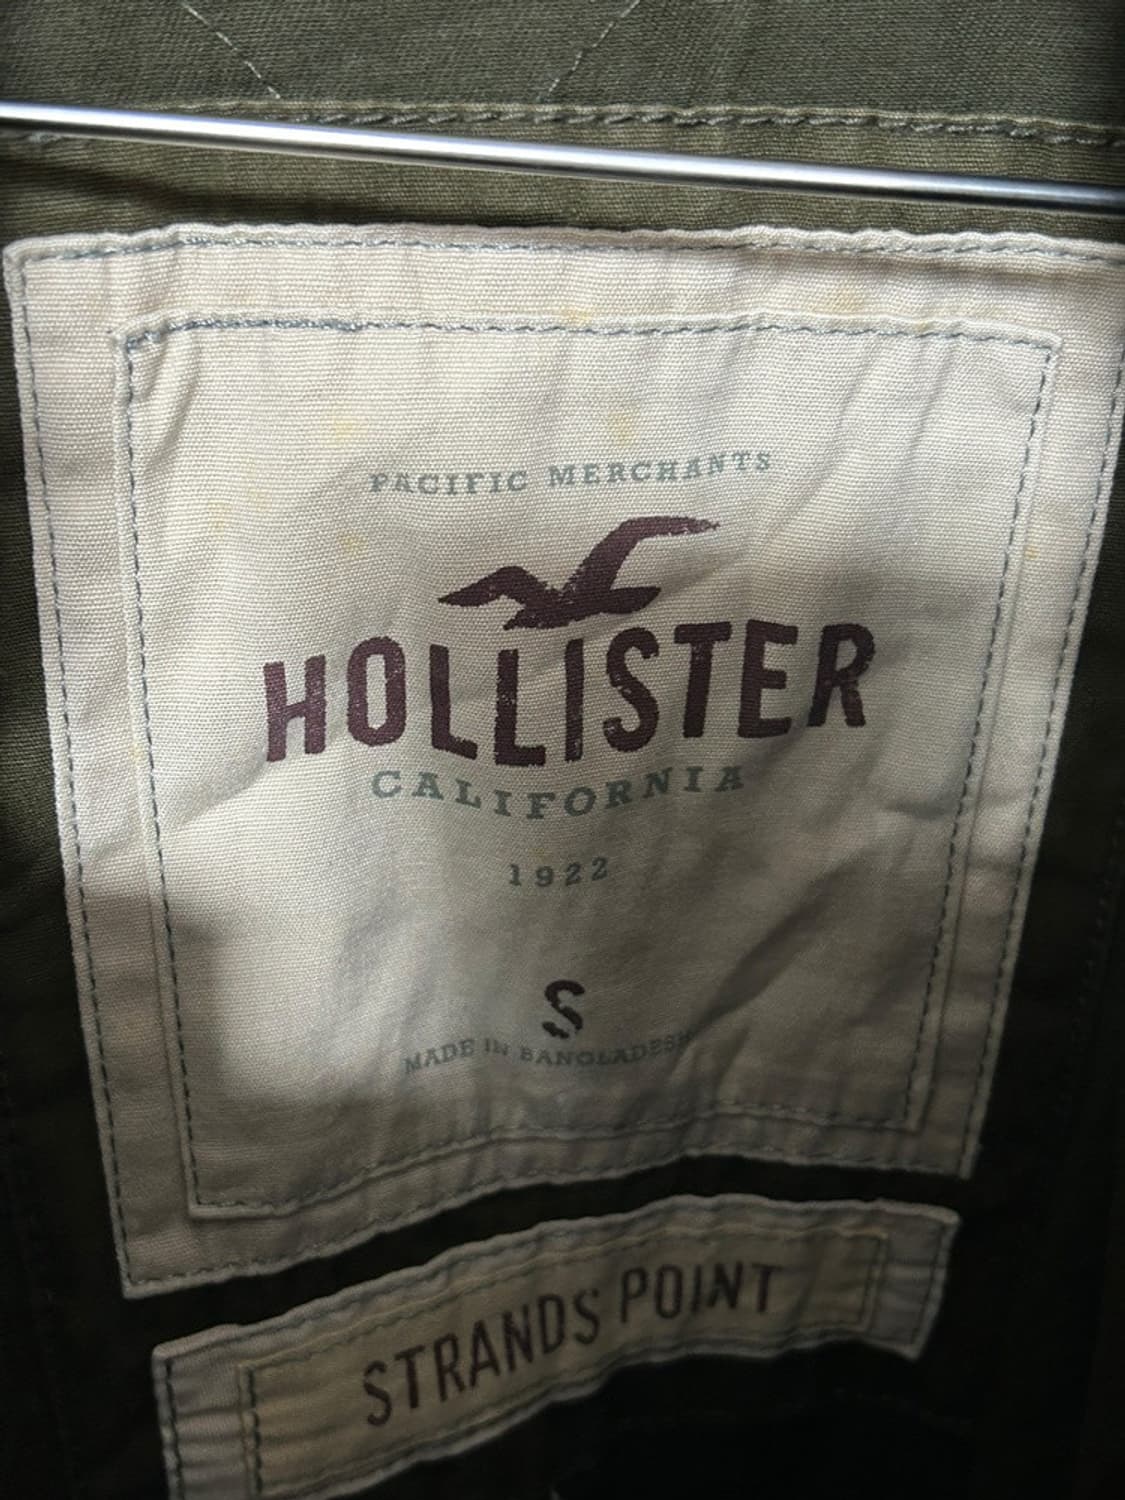 PACIFIC MERCHANTS
HOLLISTER
CALIFORNIA
1922
S
MADE IN BANGLADESH
STRANDS POINT